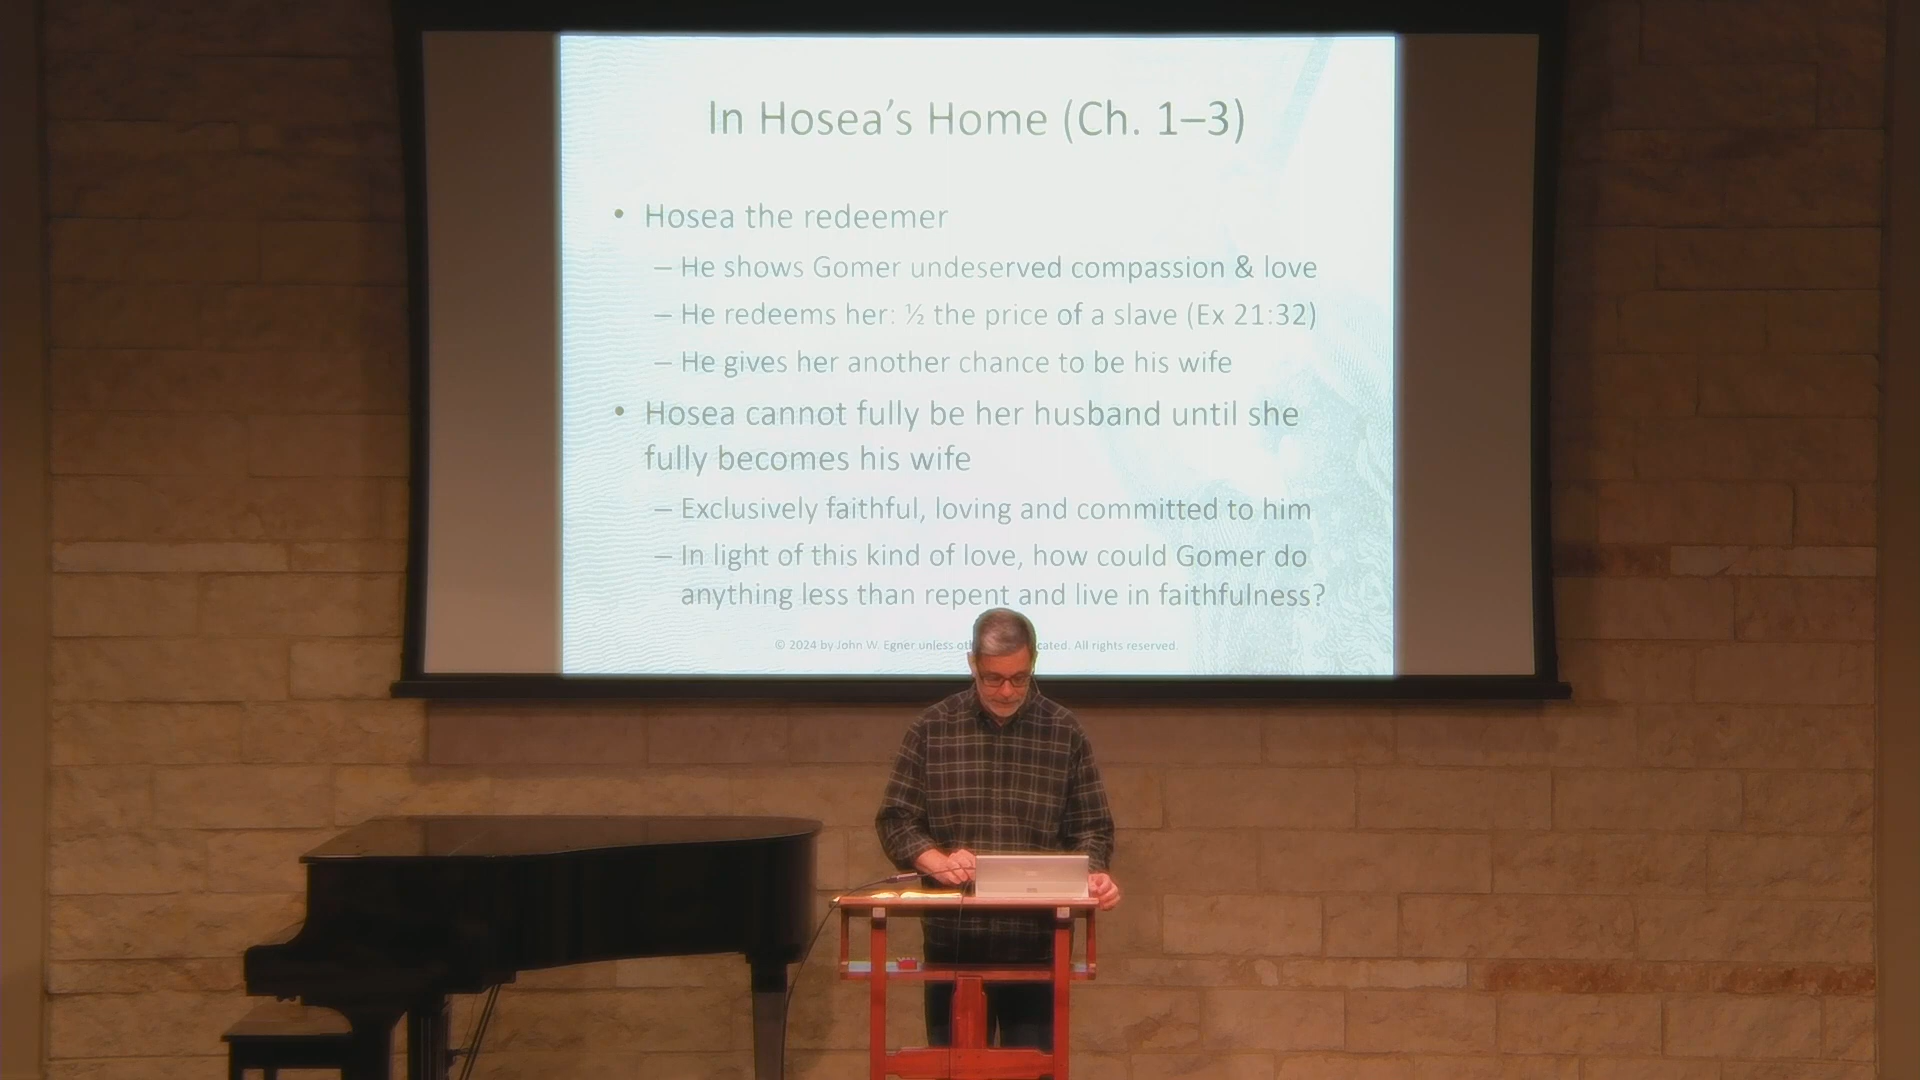 In Hosea’s Home (Ch. 1–3)
• Hosea the redeemer
– He shows Gomer undeserved compassion & love
– He redeems her: ½ the price of a slave (Ex 21:32)
– He gives her another chance to be his wife
• Hosea cannot fully be her husband until she
fully becomes his wife
– Exclusively faithful, loving and committed to him
– In light of this kind of love, how could Gomer do
anything less than repent and live in faithfulness?
© 2024 by John W. Egner unless All rights reserved.